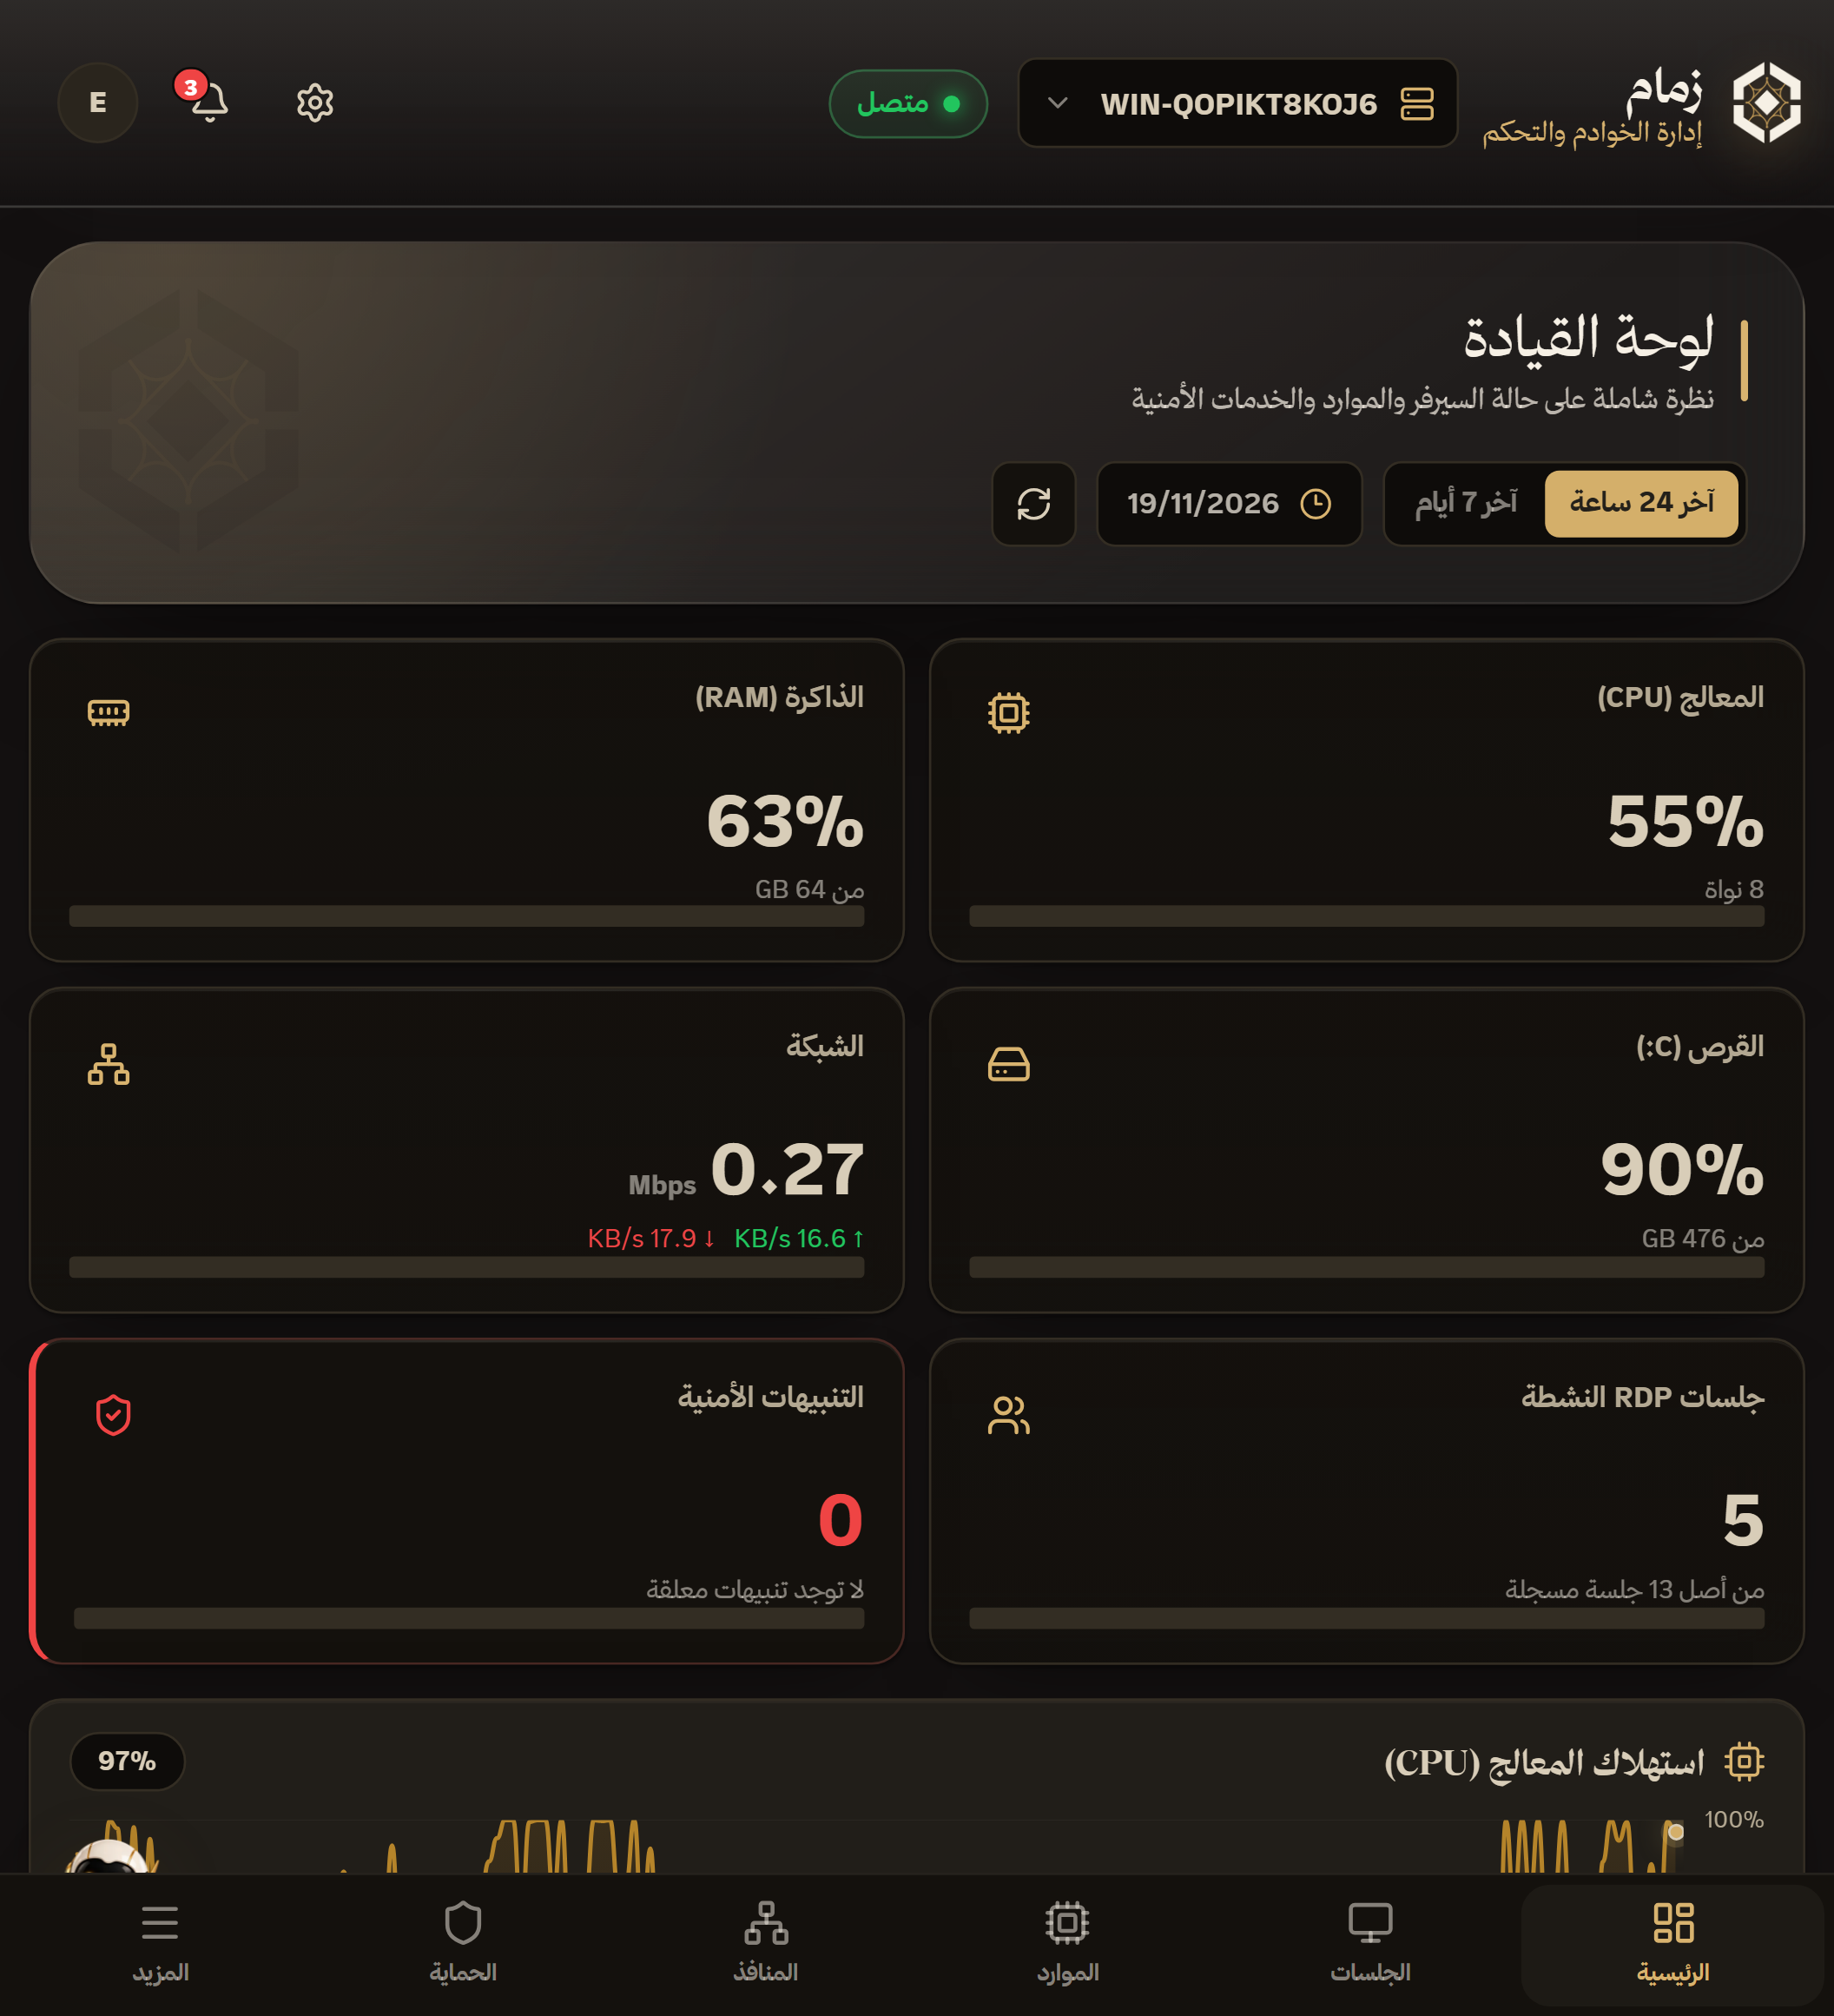 زمام
إدارة الخوادم والتحكم
WIN-QOPIKT8KOJ6
متصل
3
E
لوحة القيادة
نظرة شاملة على حالة السيرفر والموارد والخدمات الأمنية
آخر 24 ساعة
آخر 7 أيام
19/11/2026
المعالج (CPU)
55%
8 نواة
الذاكرة (RAM)
63%
من 64 GB
القرص (C:)
90%
من 476 GB
الشبكة
0.27 Mbps
↑ 16.6 KB/s ↓ 17.9 KB/s
جلسات RDP النشطة
5
من أصل 13 جلسة مسجلة
التنبيهات الأمنية
0
لا توجد تنبيهات معلقة
استهلاك المعالج (CPU)
97%
100%
الرئيسية
الجلسات
الموارد
المنافذ
الحماية
المزيد